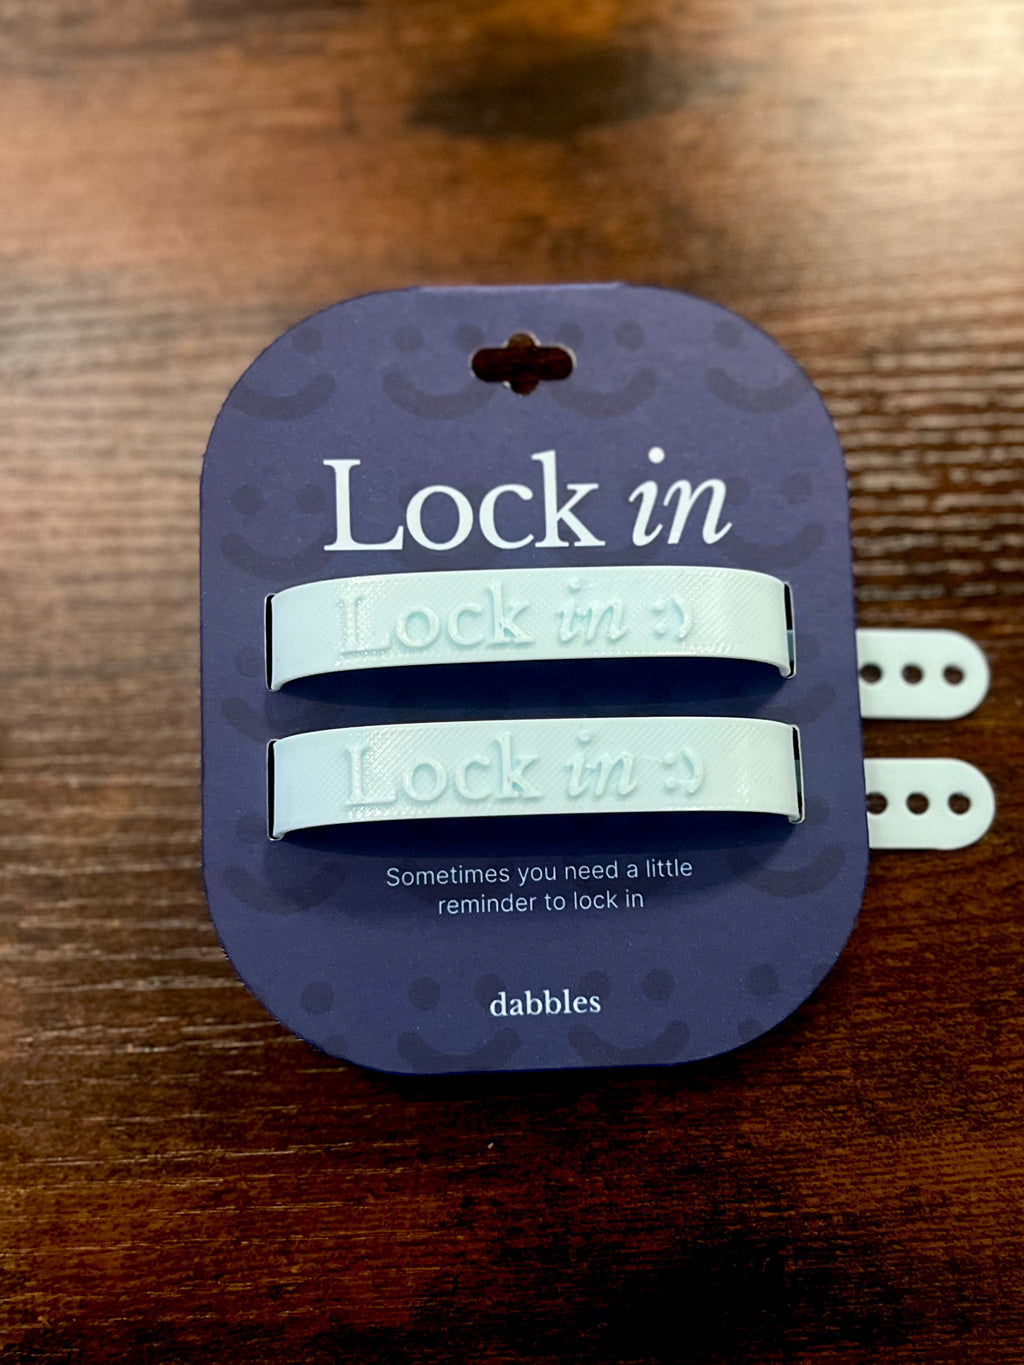 Lock in
Lock in :)
Lock in :)
Sometimes you need a little
reminder to lock in
dabbles